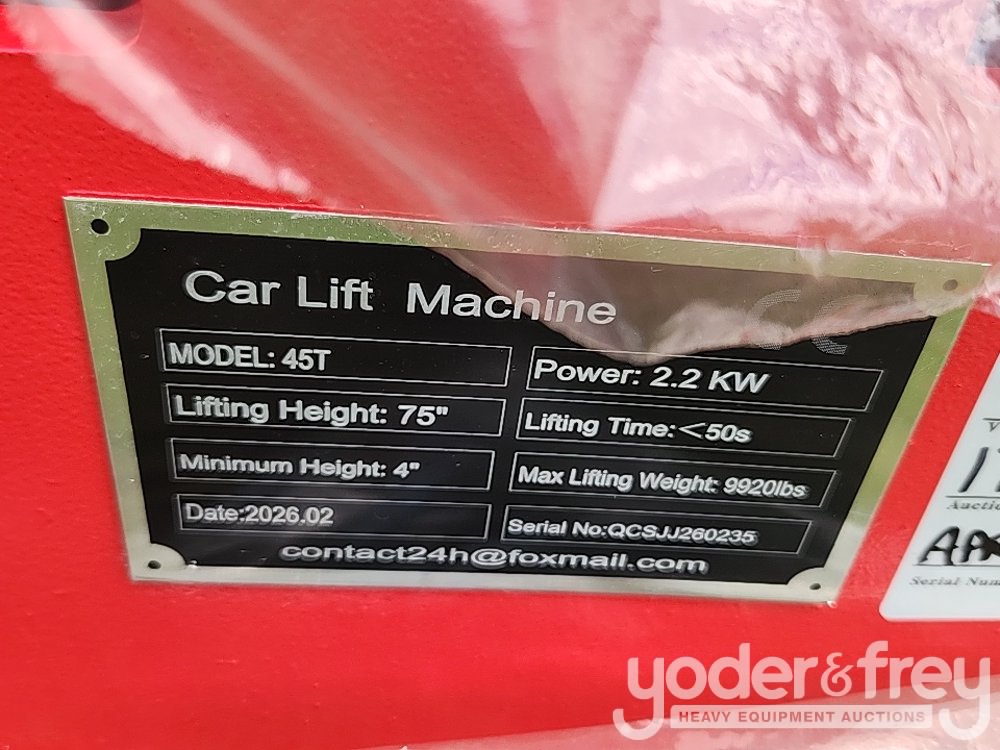 Car Lift Machine
CE
MODEL: 45T
Power: 2.2 KW
Lifting Height: 75"
Lifting Time:<50s
Minimum Height: 4"
Max Lifting Weight: 9920lbs
Date:2026.02
Serial No:QCSJJ260235
contact24h@foxmail.com
yoder&frey
HEAVY EQUIPMENT AUCTIONS